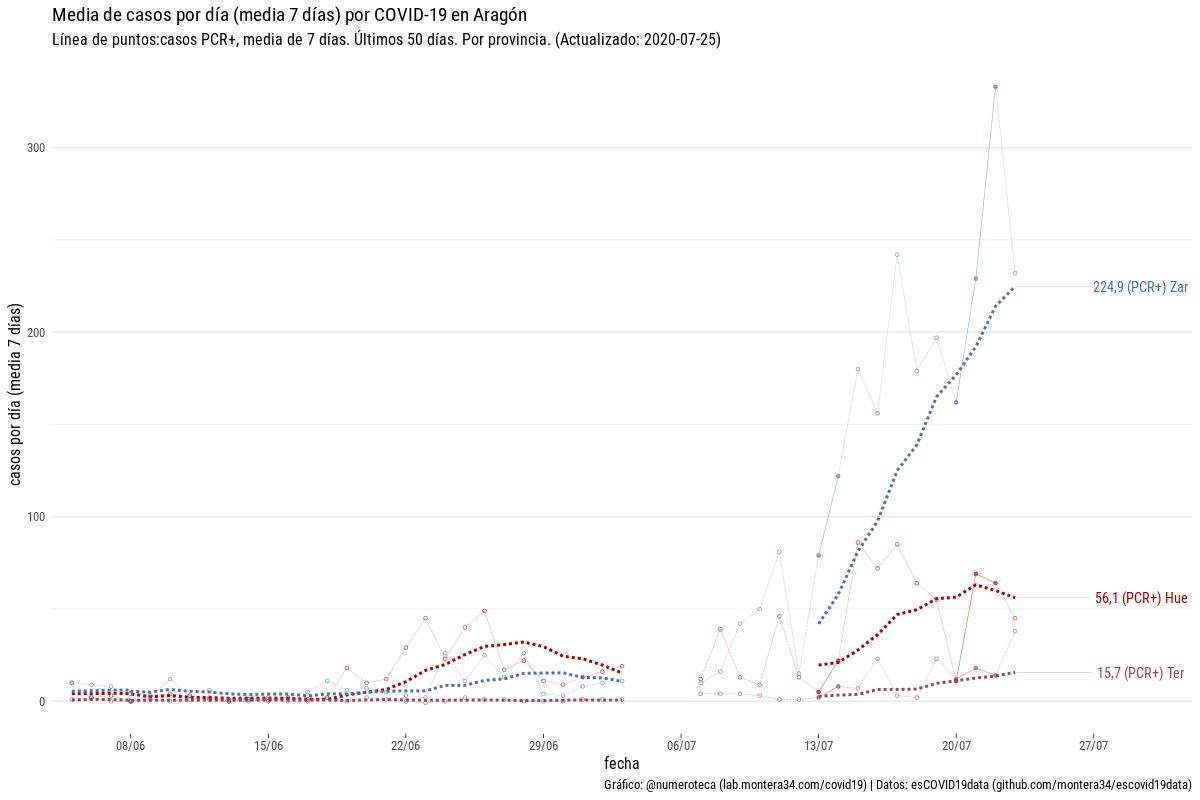 Media de casos por día (media 7 días) por COVID-19 en Aragón
Línea de puntos:casos PCR+, media de 7 días. Últimos 50 días. Por provincia. (Actualizado: 2020-07-25)
casos por día (media 7 días)
300
200
100
0
224,9 (PCR+) Zar
56,1 (PCR+) Hue
15,7 (PCR+) Ter
08/06
15/06
22/06
29/06
06/07
13/07
20/07
27/07
fecha
Gráfico: @numeroteca (lab.montera34.com/covid19) | Datos: esCOVID19data (github.com/montera34/escovid19data)